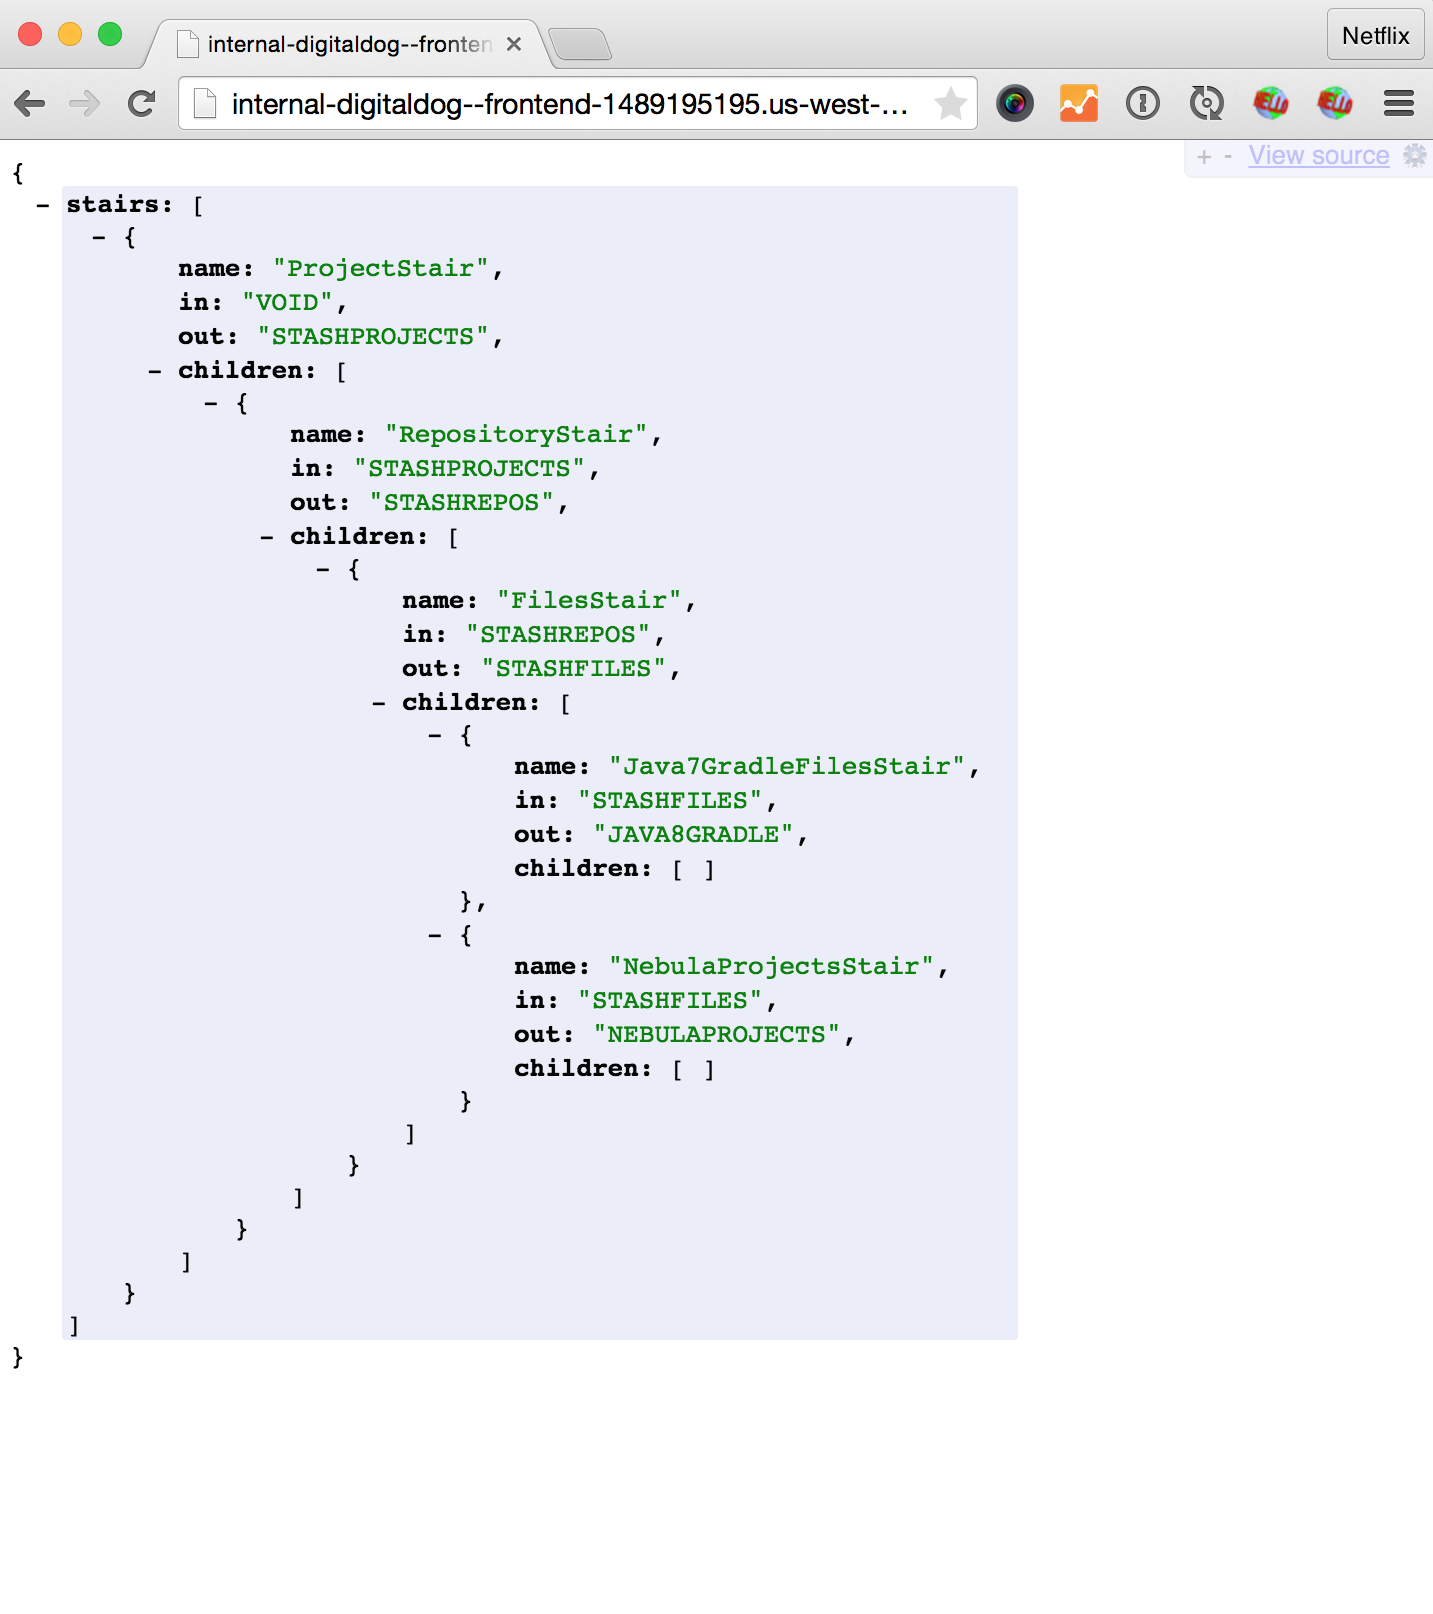 internal-digitaldog--fronten
Netflix
internal-digitaldog--frontend-1489195195.us-west-...
+ - View source
{
- stairs: [
- {
name: "ProjectStair",
in: "VOID",
out: "STASHPROJECTS",
- children: [
- {
name: "RepositoryStair",
in: "STASHPROJECTS",
out: "STASHREPOS",
- children: [
- {
name: "FilesStair",
in: "STASHREPOS",
out: "STASHFILES",
- children: [
- {
name: "Java7GradleFilesStair",
in: "STASHFILES",
out: "JAVA8GRADLE",
children: [ ]
},
- {
name: "NebulaProjectsStair",
in: "STASHFILES",
out: "NEBULAPROJECTS",
children: [ ]
}
]
}
]
}
]
}
]
}